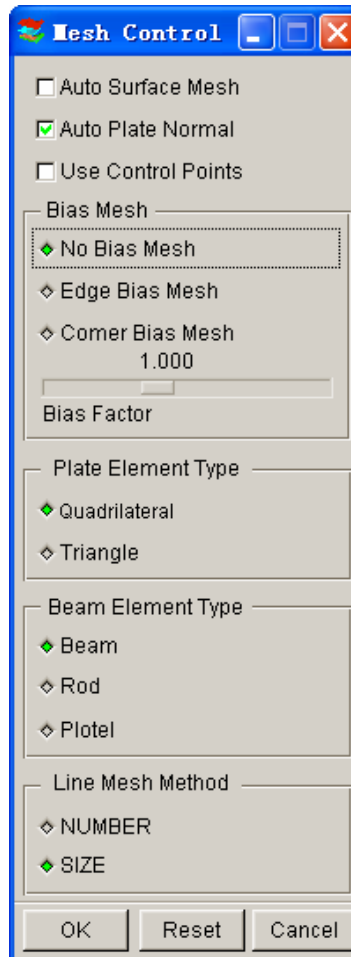 Mesh Control
Auto Surface Mesh
Auto Plate Normal
Use Control Points
Bias Mesh
No Bias Mesh
Edge Bias Mesh
Corner Bias Mesh
1.000
Bias Factor
Plate Element Type
Quadrilateral
Triangle
Beam Element Type
Beam
Rod
Plotel
Line Mesh Method
NUMBER
SIZE
OK Reset Cancel